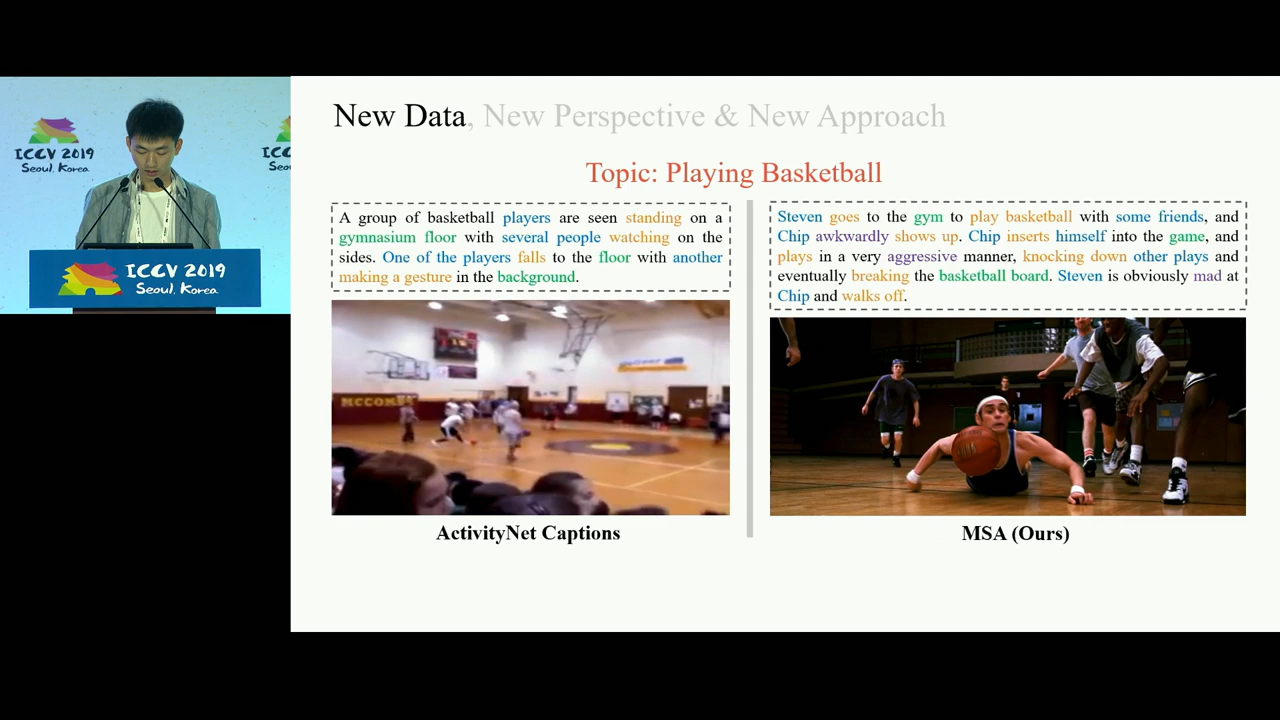 ICCV 2019
Seoul, Korea
ICCV 2019
Seoul, Korea
New Data, New Perspective & New Approach
Topic: Playing Basketball
A group of basketball players are seen standing on a
gymnasium floor with several people watching on the
sides. One of the players falls to the floor with another
making a gesture in the background.
MCCOM
ActivityNet Captions
Steven goes to the gym to play basketball with some friends, and
Chip awkwardly shows up. Chip inserts himself into the game, and
plays in a very aggressive manner, knocking down other plays and
eventually breaking the basketball board. Steven is obviously mad at
Chip and walks off.
MSA (Ours)